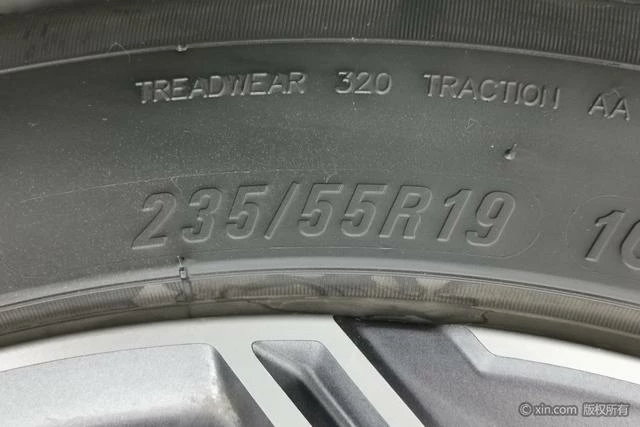 TREADWEAR 320 TRACTION AA
235/55R19
xin.com 版权所有